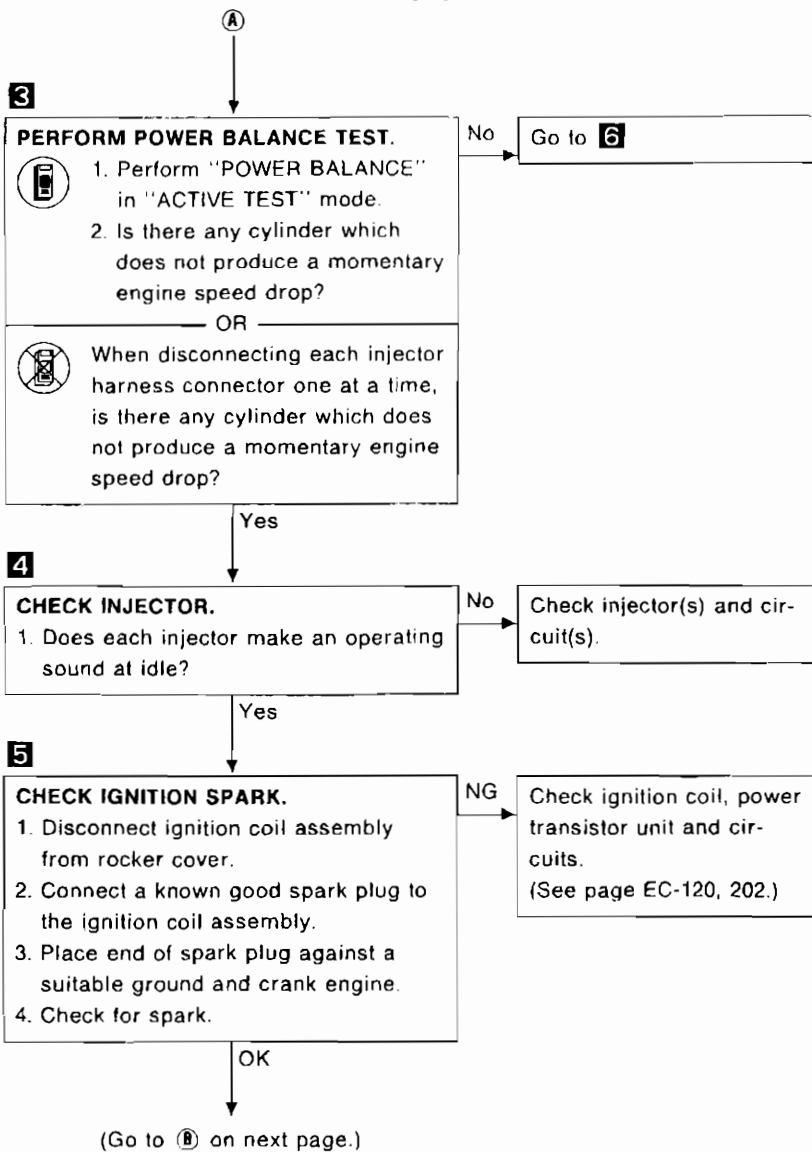 Ⓐ
3
PERFORM POWER BALANCE TEST.
1. Perform "POWER BALANCE"
in "ACTIVE TEST" mode.
2. Is there any cylinder which
does not produce a momentary
engine speed drop?
OR
When disconnecting each injector
harness connector one at a time,
is there any cylinder which does
not produce a momentary engine
speed drop?
No
Go to 6
Yes
4
CHECK INJECTOR.
1. Does each injector make an operating
sound at idle?
No
Check injector(s) and cir-
cuit(s).
Yes
5
CHECK IGNITION SPARK.
1. Disconnect ignition coil assembly
from rocker cover.
2. Connect a known good spark plug to
the ignition coil assembly.
3. Place end of spark plug against a
suitable ground and crank engine.
4. Check for spark.
NG
Check ignition coil, power
transistor unit and cir-
cuits.
(See page EC-120, 202.)
OK
(Go to Ⓑ on next page.)